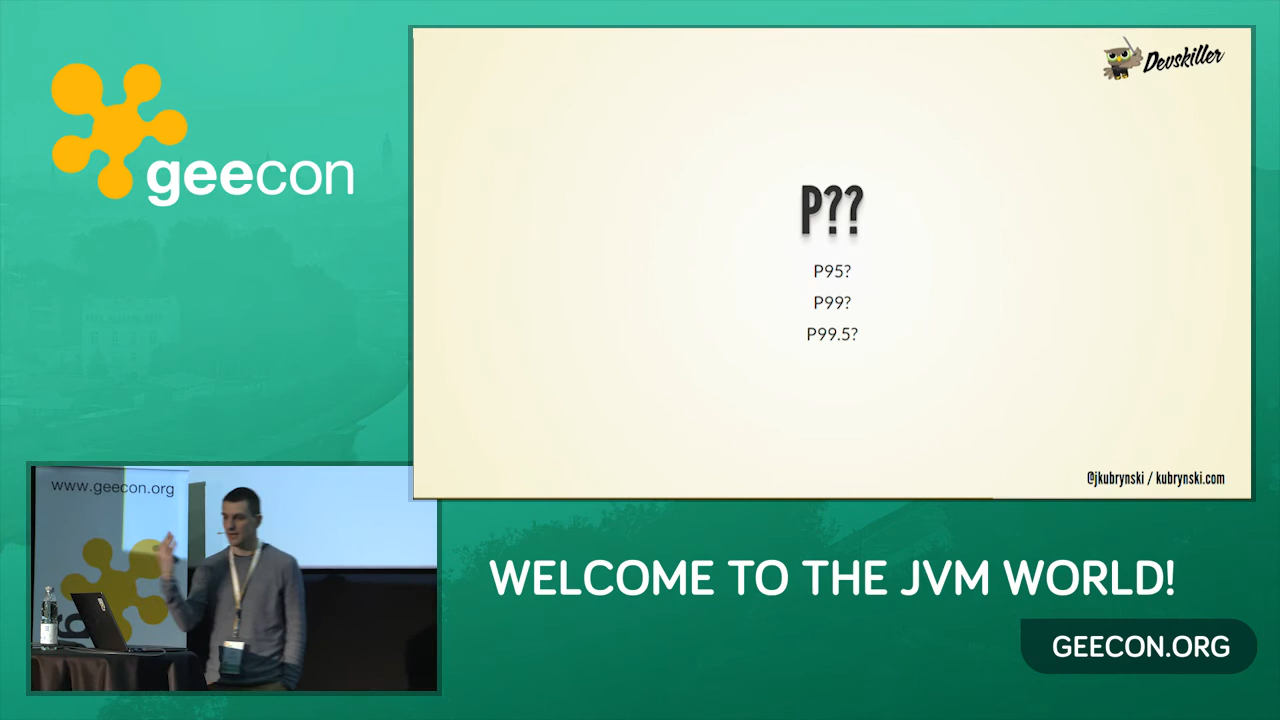 geecon
Devskiller
P??
P95?
P99?
P99.5?
@jkubrynski / kubrynski.com
www.geecon.org
WELCOME TO THE JVM WORLD!
GEECON.ORG